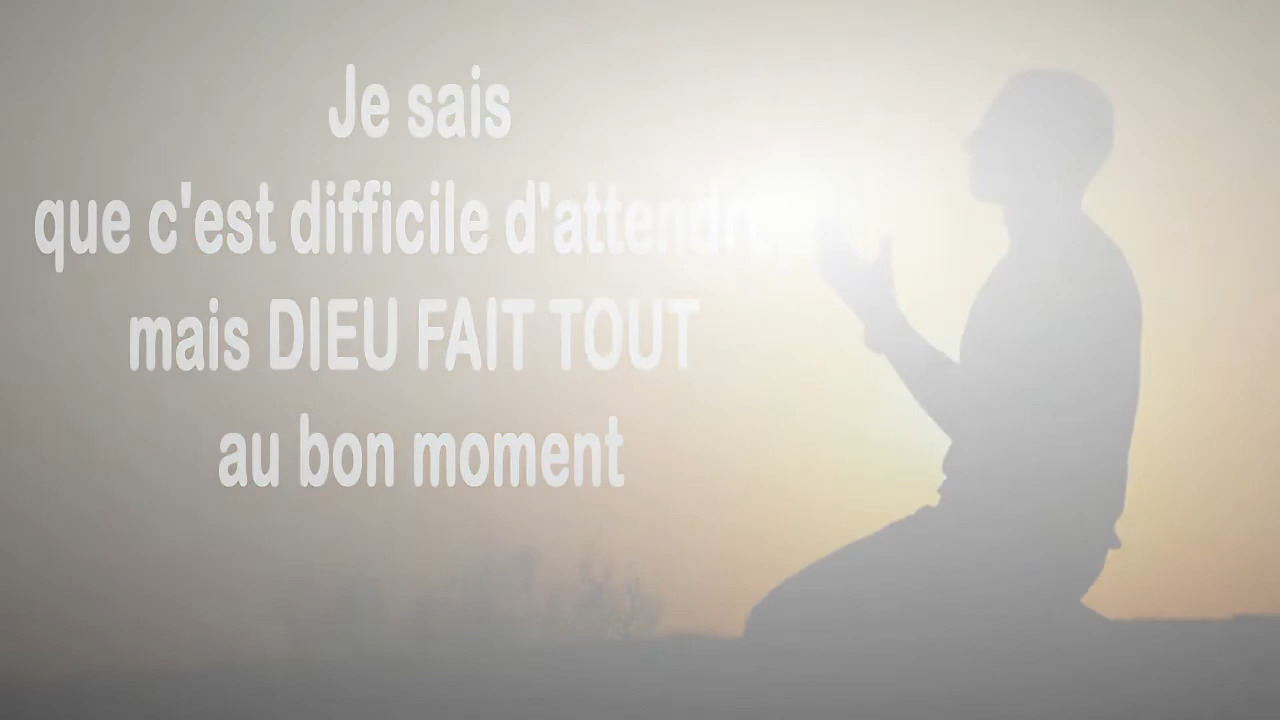 Je sais
que c'est difficile d'attendre,
mais DIEU FAIT TOUT
au bon moment